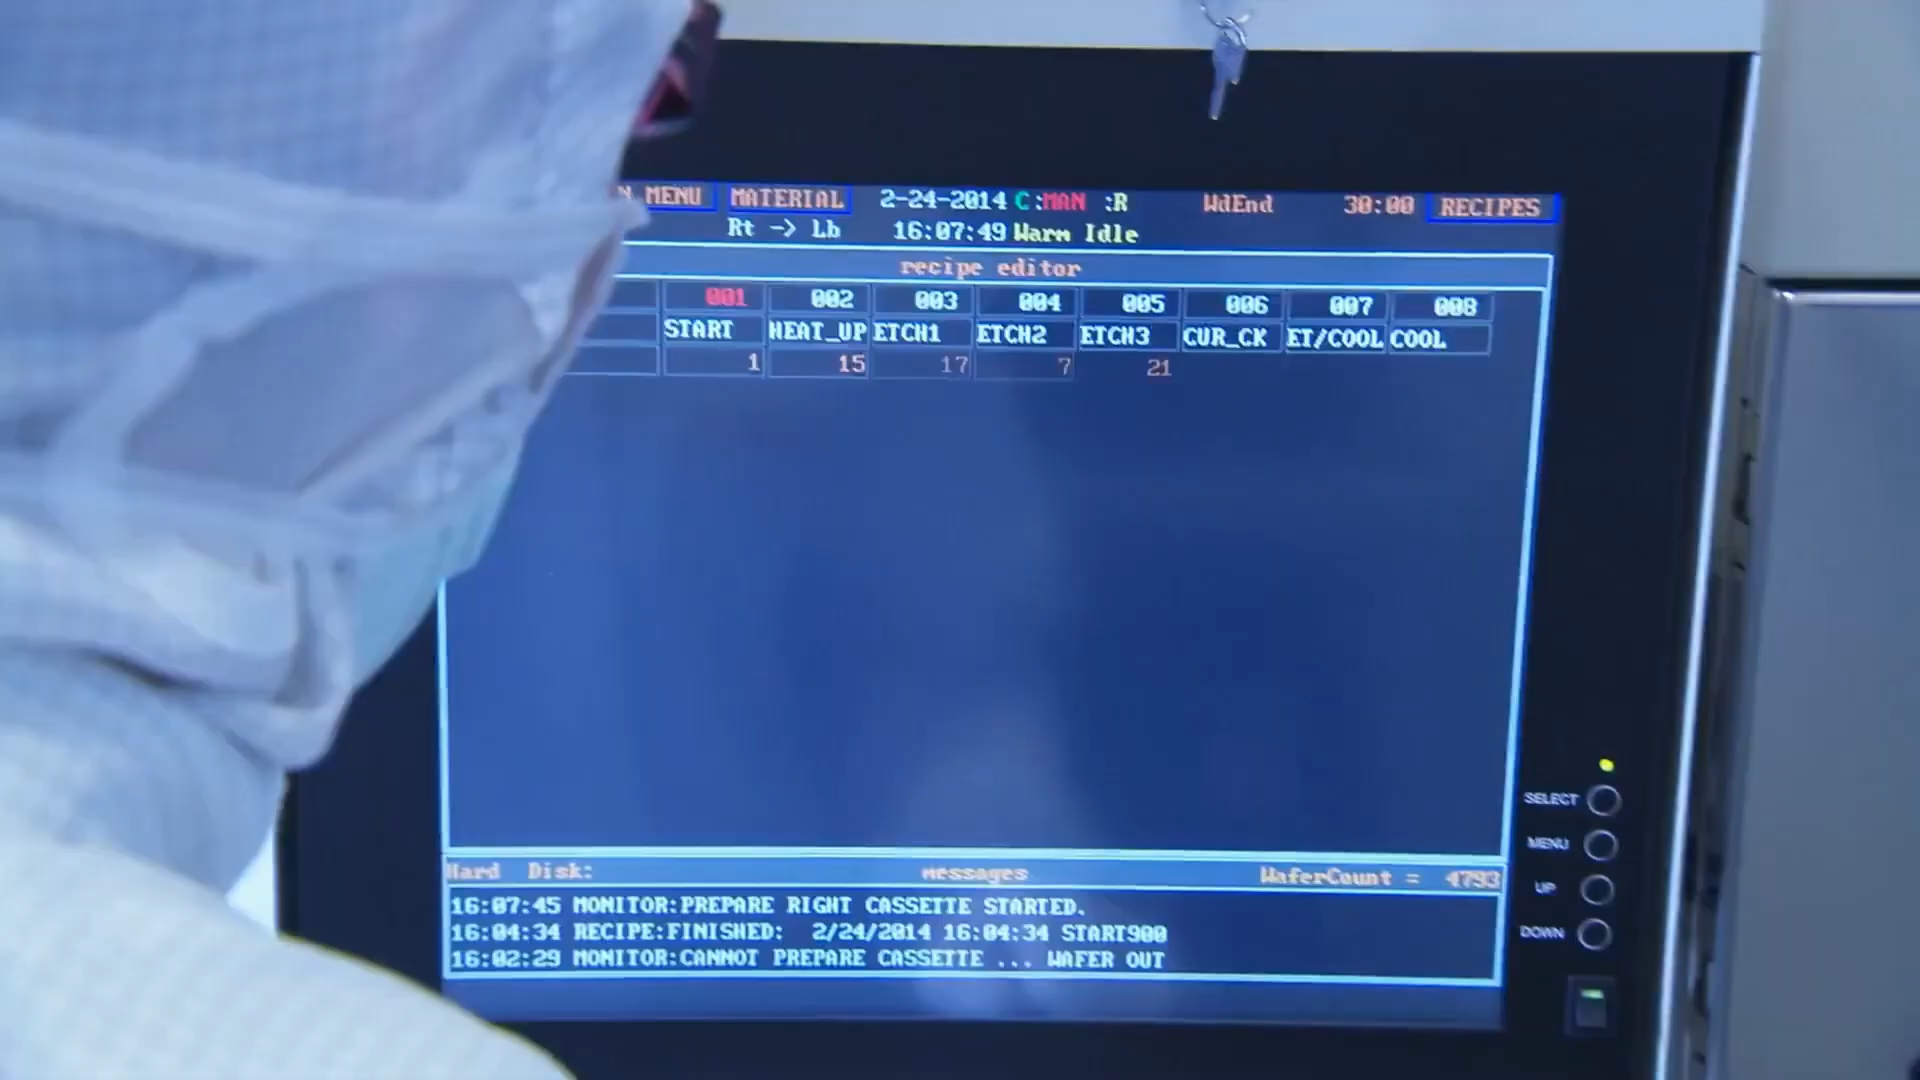 N MENU MATERIAL 2-24-2014 C:MAN :R WdEnd 30:00 RECIPES
Rt -> Lb 16:07:49 Warm Idle
recipe editor
001 002 003 004 005 006 007 008
START HEAT_UP ETCH1 ETCH2 ETCH3 CUR_CK ET/COOL COOL
1 15 17 7 21
SELECT
MENU
UP
DOWN
Hard Disk: messages WaferCount = 4793
16:07:45 MONITOR:PREPARE RIGHT CASSETTE STARTED.
16:04:34 RECIPE:FINISHED: 2/24/2014 16:04:34 START900
16:02:29 MONITOR:CANNOT PREPARE CASSETTE ... WAFER OUT